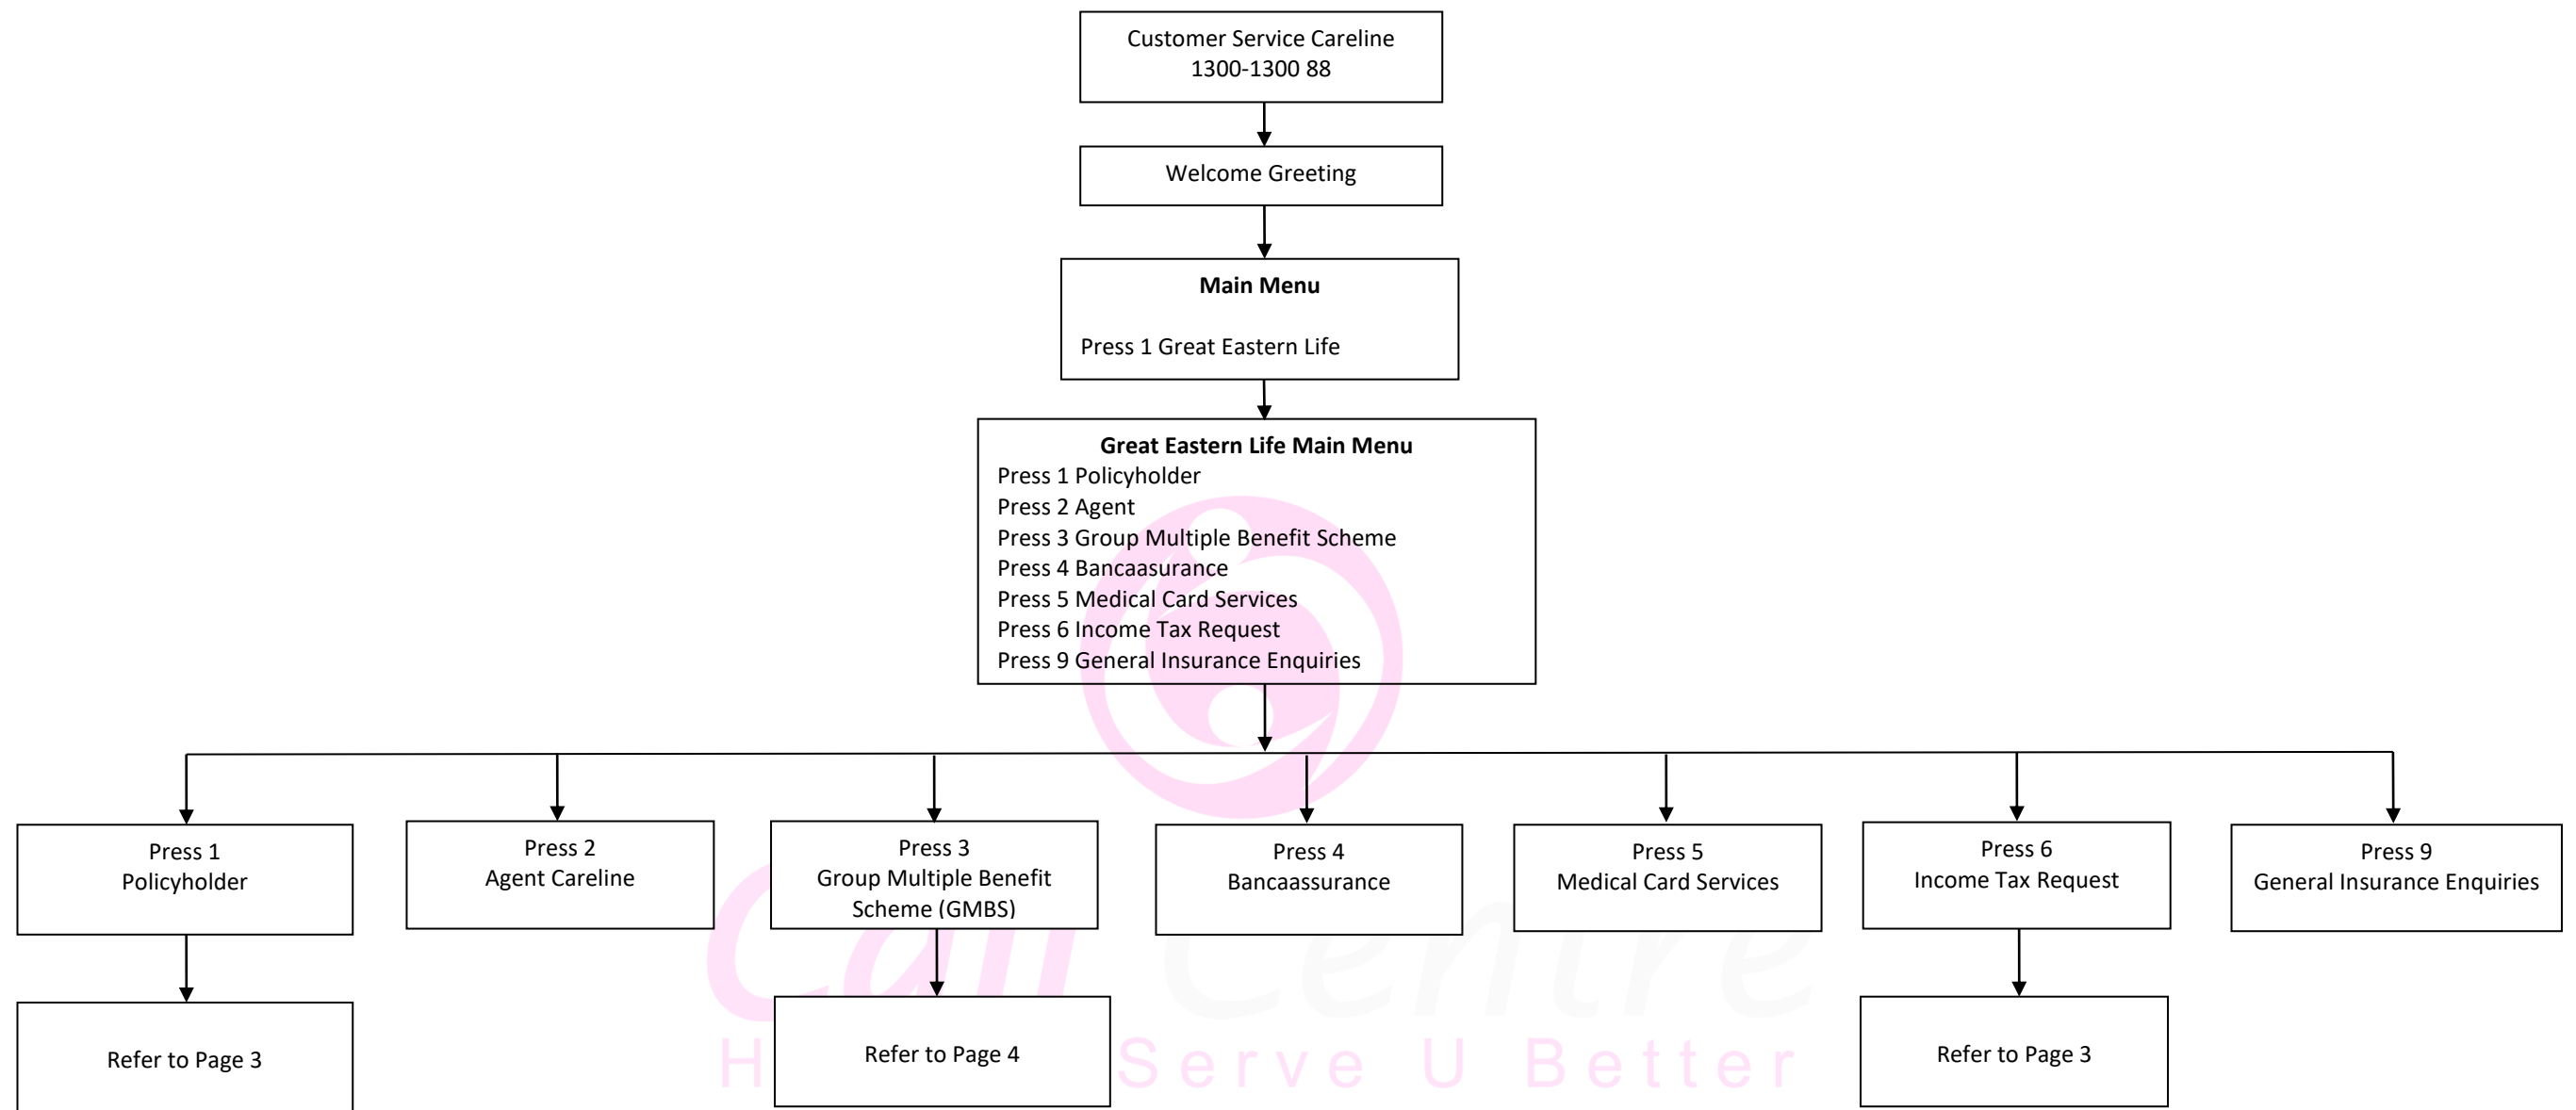 Customer Service Careline
1300-1300 88
Welcome Greeting
Main Menu
Press 1 Great Eastern Life
Great Eastern Life Main Menu
Press 1 Policyholder
Press 2 Agent
Press 3 Group Multiple Benefit Scheme
Press 4 Bancaasurance
Press 5 Medical Card Services
Press 6 Income Tax Request
Press 9 General Insurance Enquiries
Press 1
Policyholder
Press 2
Agent Careline
Press 3
Group Multiple Benefit
Scheme (GMBS)
Press 4
Bancaassurance
Press 5
Medical Card Services
Press 6
Income Tax Request
Press 9
General Insurance Enquiries
Refer to Page 3
Refer to Page 4
Refer to Page 3
Call Centre
Serve U Better